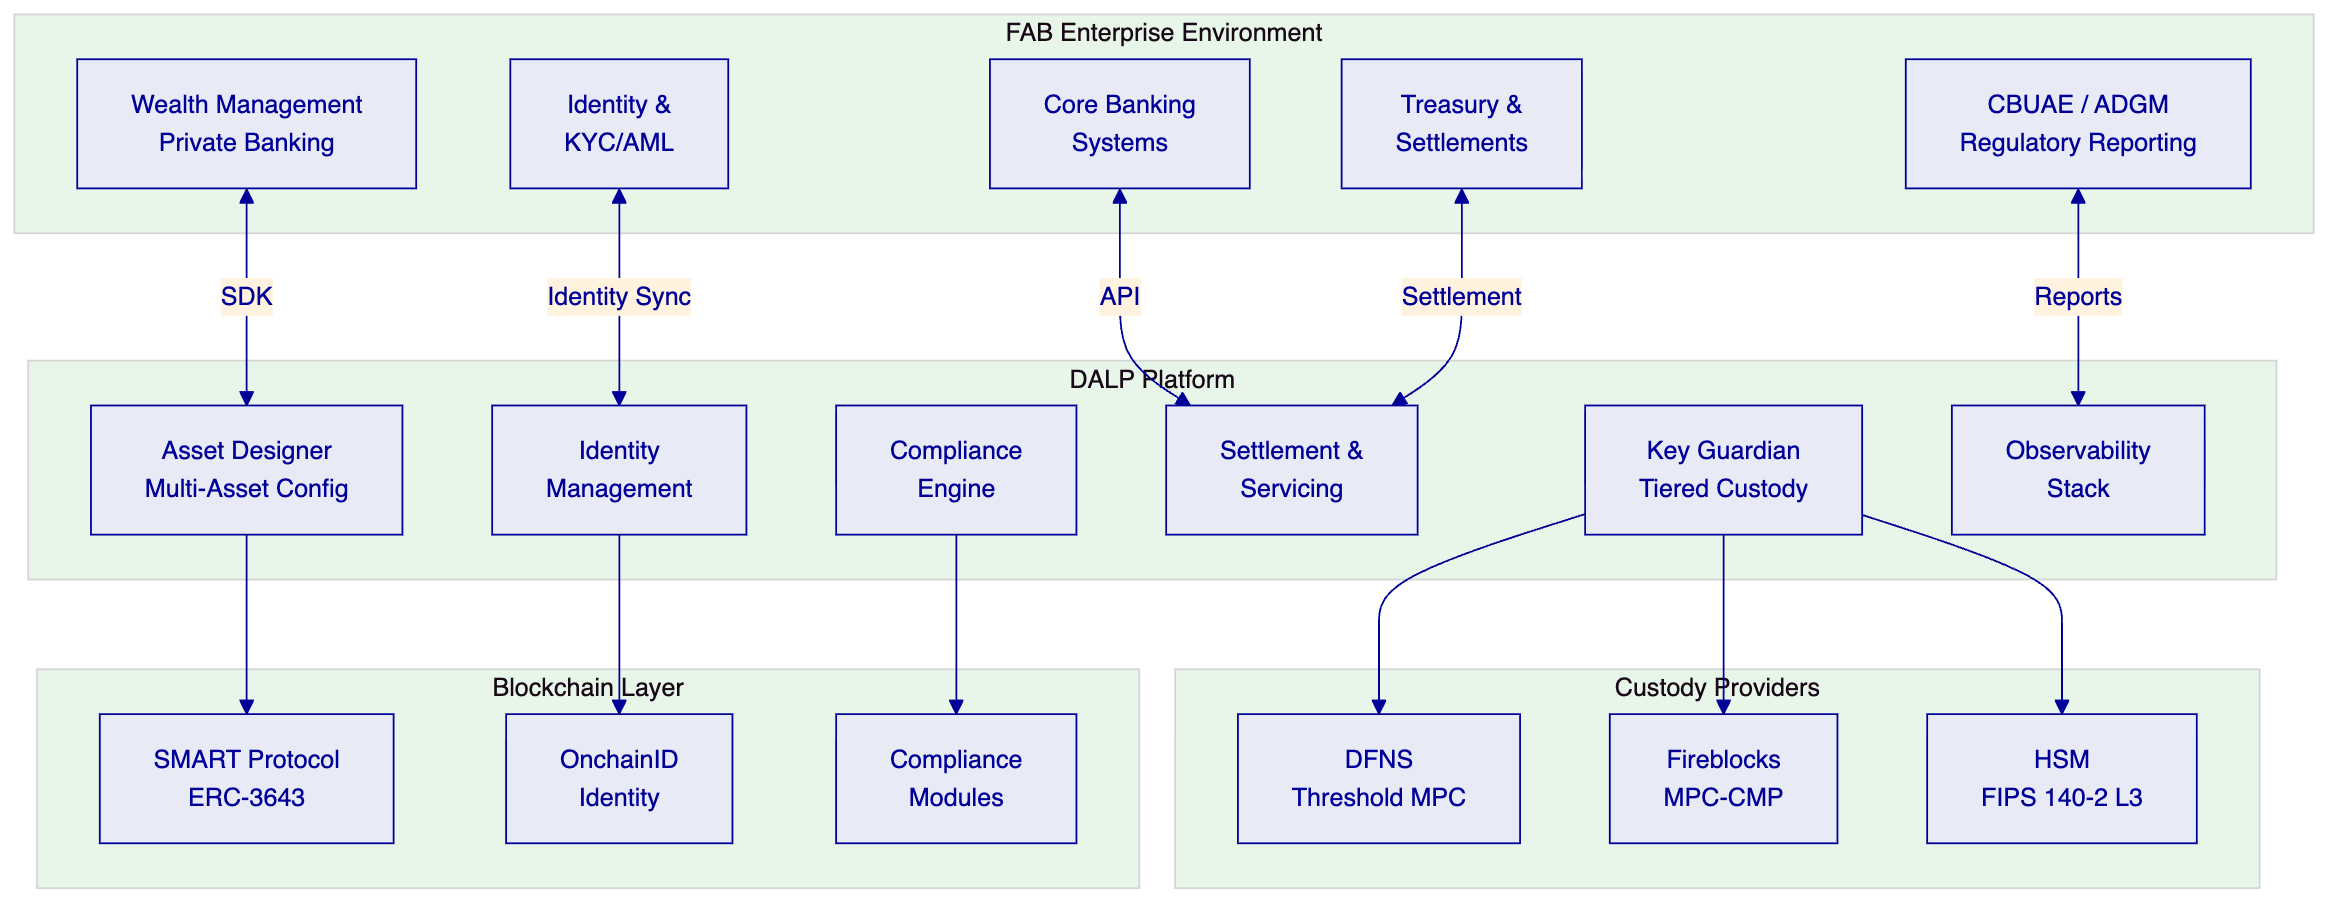 FAB Enterprise Environment
Wealth Management
Private Banking
Identity &
KYC/AML
Core Banking
Systems
Treasury &
Settlements
CBUAE / ADGM
Regulatory Reporting
SDK
Identity Sync
API
Settlement
Reports
DALP Platform
Asset Designer
Multi-Asset Config
Identity
Management
Compliance
Engine
Settlement &
Servicing
Key Guardian
Tiered Custody
Observability
Stack
Blockchain Layer
SMART Protocol
ERC-3643
OnchainID
Identity
Compliance
Modules
Custody Providers
DFNS
Threshold MPC
Fireblocks
MPC-CMP
HSM
FIPS 140-2 L3